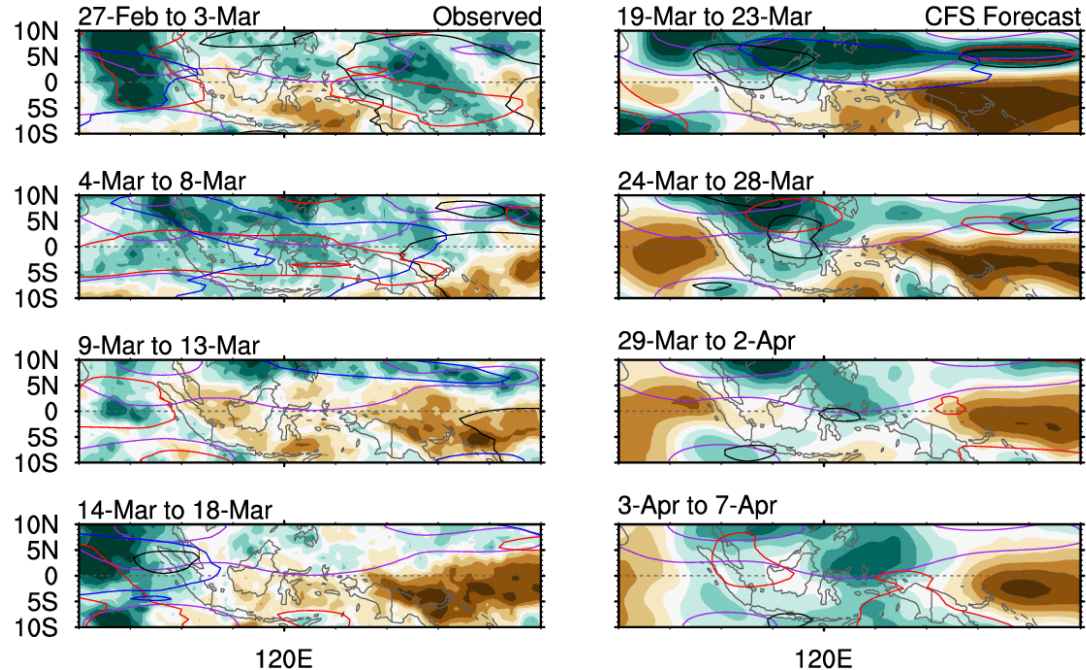 27-Feb to 3-Mar Observed
10N
5N
0
5S
10S
4-Mar to 8-Mar
10N
5N
0
5S
10S
9-Mar to 13-Mar
10N
5N
0
5S
10S
14-Mar to 18-Mar
10N
5N
0
5S
10S
120E
19-Mar to 23-Mar CFS Forecast
24-Mar to 28-Mar
29-Mar to 2-Apr
3-Apr to 7-Apr
120E